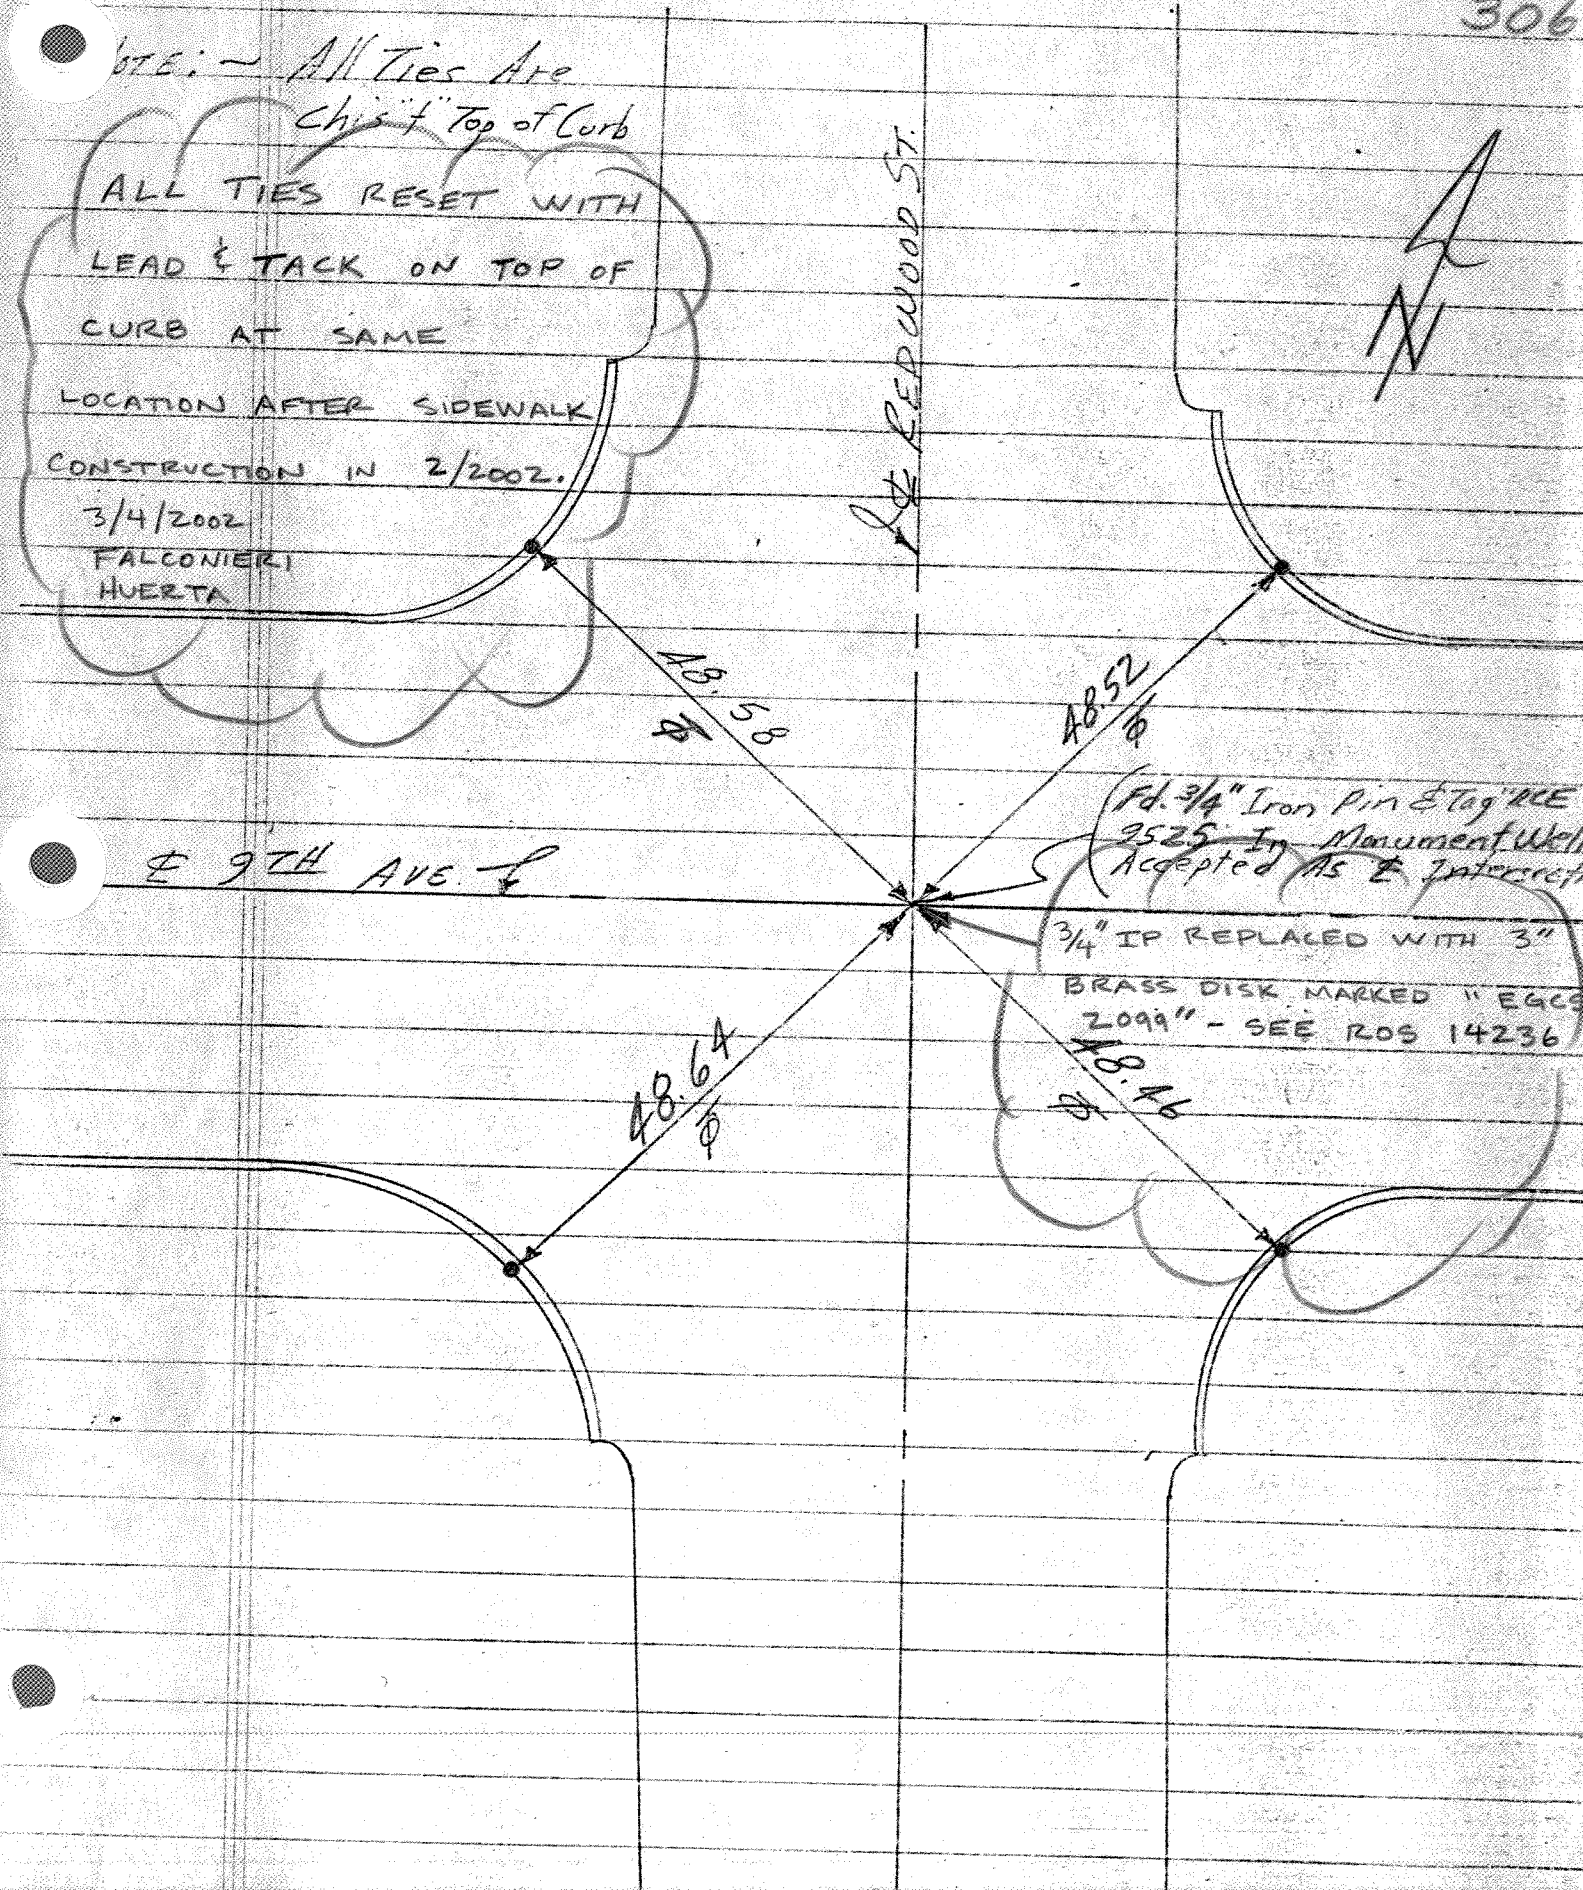 306
NOTE: ~ All Ties Are
Chis "t" Top of Curb
ALL TIES RESET WITH
LEAD & TACK ON TOP OF
CURB AT SAME
LOCATION AFTER SIDEWALK
CONSTRUCTION IN 2/2002.
3/4/2002
FALCONIERI
HUERTA
℄ REDWOOD ST.
N
48.58
48.52
(Fd. 3/4" Iron Pin & Tag "RCE
9525" In Monument Well
Accepted As ℄
℄ 9TH AVE.
3/4" IP REPLACED WITH 3"
BRASS DISK MARKED "EGCS
2099" - SEE ROS 14236
48.64
48.46